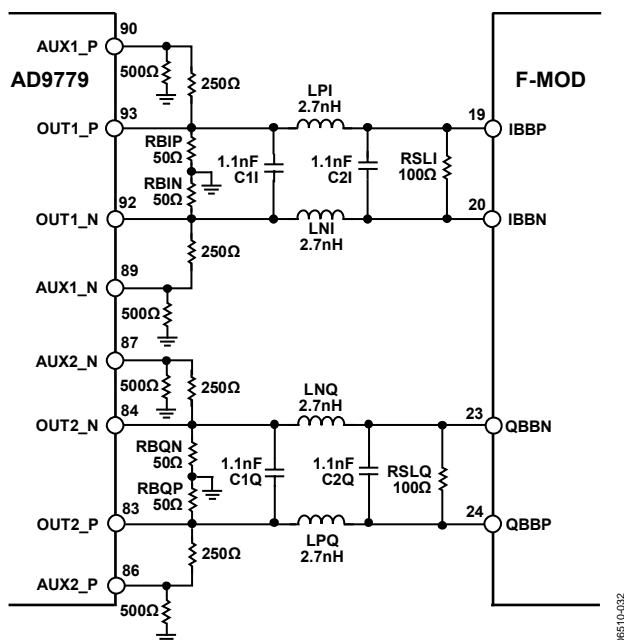 90
AUX1_P
AD9779
500Ω
250Ω
F-MOD
93
OUT1_P
LPI
2.7nH
19
IBBP
RBIP
50Ω
1.1nF
C1I
1.1nF
C2I
RSLI
100Ω
RBIN
50Ω
92
OUT1_N
20
IBBN
LNI
2.7nH
250Ω
89
AUX1_N
500Ω
87
AUX2_N
500Ω
250Ω
84
OUT2_N
LNQ
2.7nH
23
QBBN
RBQN
50Ω
1.1nF
C1Q
1.1nF
C2Q
RSLQ
100Ω
RBQP
50Ω
83
OUT2_P
24
QBBP
LPQ
2.7nH
250Ω
86
AUX2_P
500Ω
06510-032